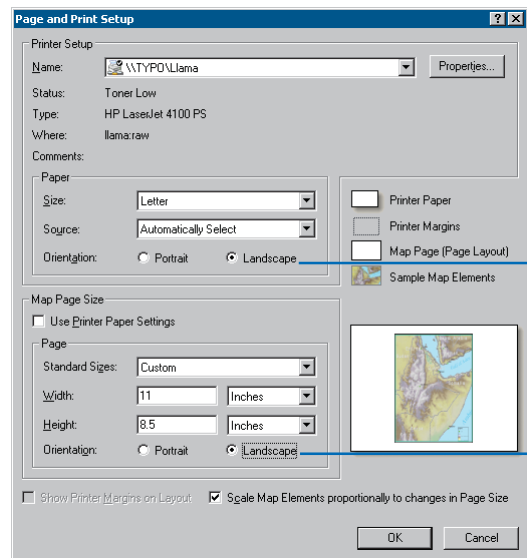 Page and Print Setup
Printer Setup
Name: \\TYPO\Llama Properties...
Status: Toner Low
Type: HP LaserJet 4100 PS
Where: llama:raw
Comments:
Paper
Size: Letter
Source: Automatically Select
Orientation: Portrait Landscape
Printer Paper
Printer Margins
Map Page (Page Layout)
Sample Map Elements
Map Page Size
Use Printer Paper Settings
Page
Standard Sizes: Custom
Width: 11 Inches
Height: 8.5 Inches
Orientation: Portrait Landscape
Show Printer Margins on Layout Scale Map Elements proportionally to changes in Page Size
OK Cancel